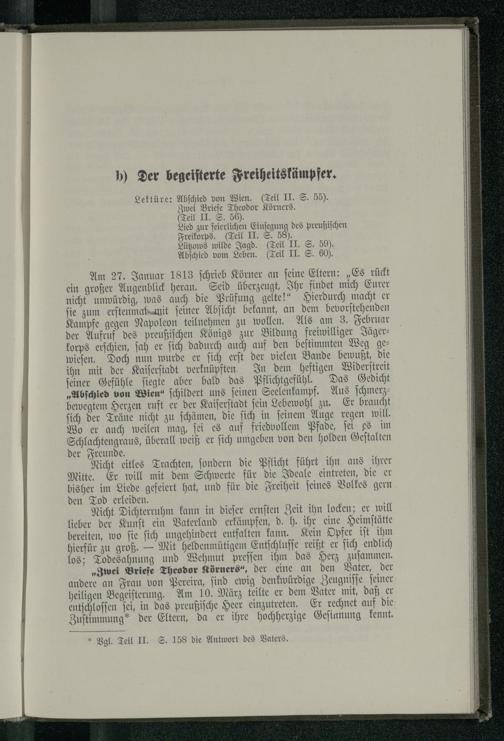 b) Der begeisterte Freiheitskämpfer.
Lektüre: Abschied von Wien. (Teil II. S. 55).
Zwei Briefe Theodor Körners.
(Teil II. S. 56).
Lied zur feierlichen Einsegnung des preußischen
Freikorps. (Teil II. S. 58).
Lützows wilde Jagd. (Teil II. S. 59).
Abschied vom Leben. (Teil II. S. 60).
Am 27. Januar 1813 schrieb Körner an seine Eltern: „Es rückt
ein großer Augenblick heran. Seid überzeugt, Ihr findet mich Eurer
nicht unwürdig, was auch die Prüfung gelte!“ Hierdurch macht er
sie zum erstenmal mit seiner Absicht bekannt, an dem bevorstehenden
Kampfe gegen Napoleon teilnehmen zu wollen. Als am 3. Februar
der Aufruf des preußischen Königs zur Bildung freiwilliger Jäger-
korps erschien, sah er sich dadurch auch auf den bestimmten Weg ge-
wiesen. Doch nun wurde er sich erst der vielen Bande bewußt, die
ihn mit der Kaiserstadt verknüpften. In dem heftigen Widerstreit
seiner Gefühle siegte aber bald das Pflichtgefühl. Das Gedicht
„Abschied von Wien“ schildert uns seinen Seelenkampf. Aus schmerz-
bewegtem Herzen ruft er der Kaiserstadt sein Lebewohl zu. Er braucht
sich der Träne nicht zu schämen, die sich in seinem Auge regen will.
Wo er auch weilen mag, sei es auf friedvollem Pfade, sei es im
Schlachtengraus, überall weiß er sich umgeben von den holden Gestalten
der Freunde.
Nicht eitles Trachten, sondern die Pflicht führt ihn aus ihrer
Mitte. Er will mit dem Schwerte für die Ideale eintreten, die er
bisher im Liede gefeiert hat, und für die Freiheit seines Volkes gern
den Tod erleiden.
Nicht Dichterruhm kann in dieser ernsten Zeit ihn locken; er will
lieber der Kunst ein Vaterland erkämpfen, d. h. ihr eine Heimstätte
bereiten, wo sie sich ungehindert entfalten kann. Kein Opfer ist ihm
hierfür zu groß. — Mit heldenmütigem Entschlusse reißt er sich endlich
los; Todesahnung und Wehmut pressen ihm das Herz zusammen.
„Zwei Briefe Theodor Körners“, der eine an den Vater, der
andere an Frau von Pereira, sind ewig denkwürdige Zeugnisse seiner
heiligen Begeisterung. Am 10. März teilte er dem Vater mit, daß er
entschlossen sei, in das preußische Heer einzutreten. Er rechnet auf die
Zustimmung* der Eltern, da er ihre hochherzige Gesinnung kennt.
* Vgl. Teil II. S. 158 die Antwort des Vaters.